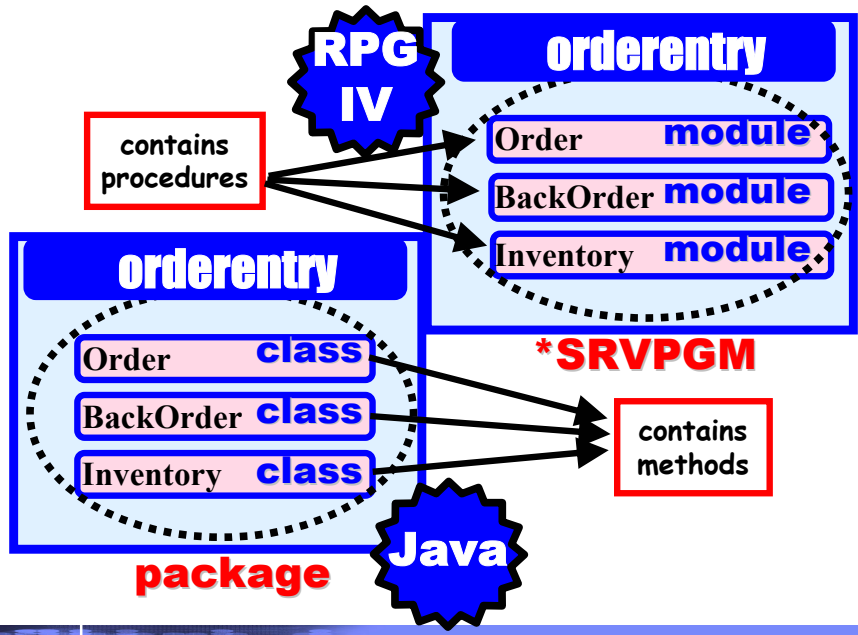 RPG
IV
orderentry
Order module
BackOrder module
Inventory module
*SRVPGM
contains
procedures
orderentry
Order class
BackOrder class
Inventory class
package
Java
contains
methods